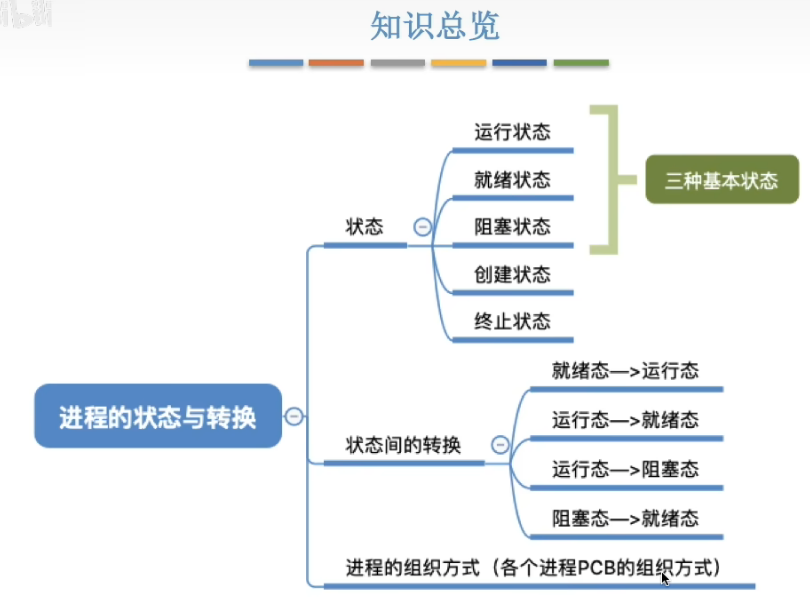 知识总览
运行状态
就绪状态
三种基本状态
状态
阻塞状态
创建状态
终止状态
就绪态—>运行态
进程的状态与转换
运行态—>就绪态
状态间的转换
运行态—>阻塞态
阻塞态—>就绪态
进程的组织方式（各个进程PCB的组织方式）